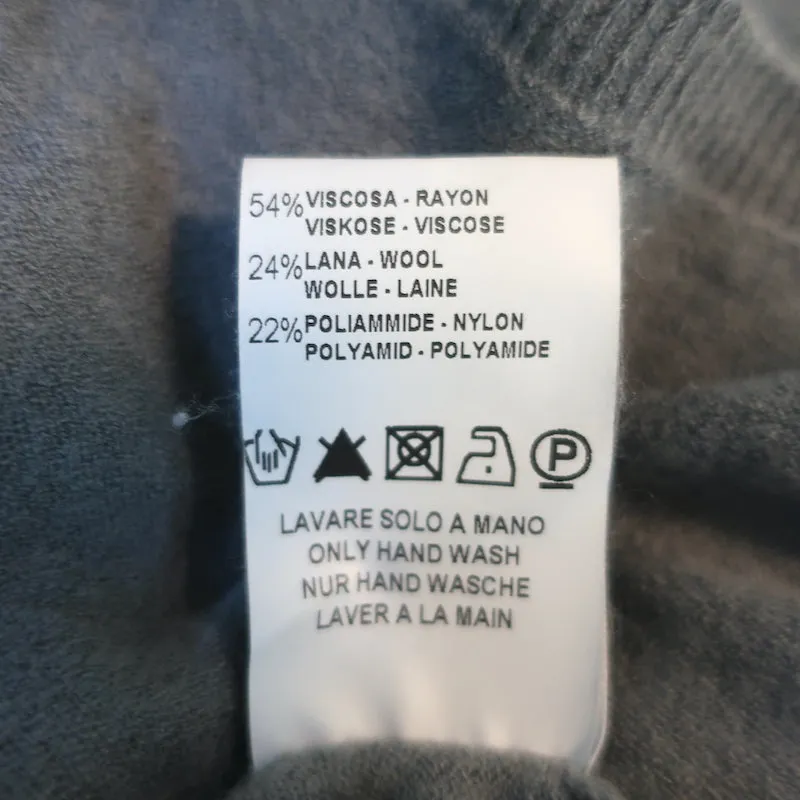 54% VISCOSA - RAYON
VISKOSE - VISCOSE
24% LANA - WOOL
WOLLE - LAINE
22% POLIAMMIDE - NYLON
POLYAMID - POLYAMIDE
P
LAVARE SOLO A MANO
ONLY HAND WASH
NUR HAND WASCHE
LAVER A LA MAIN